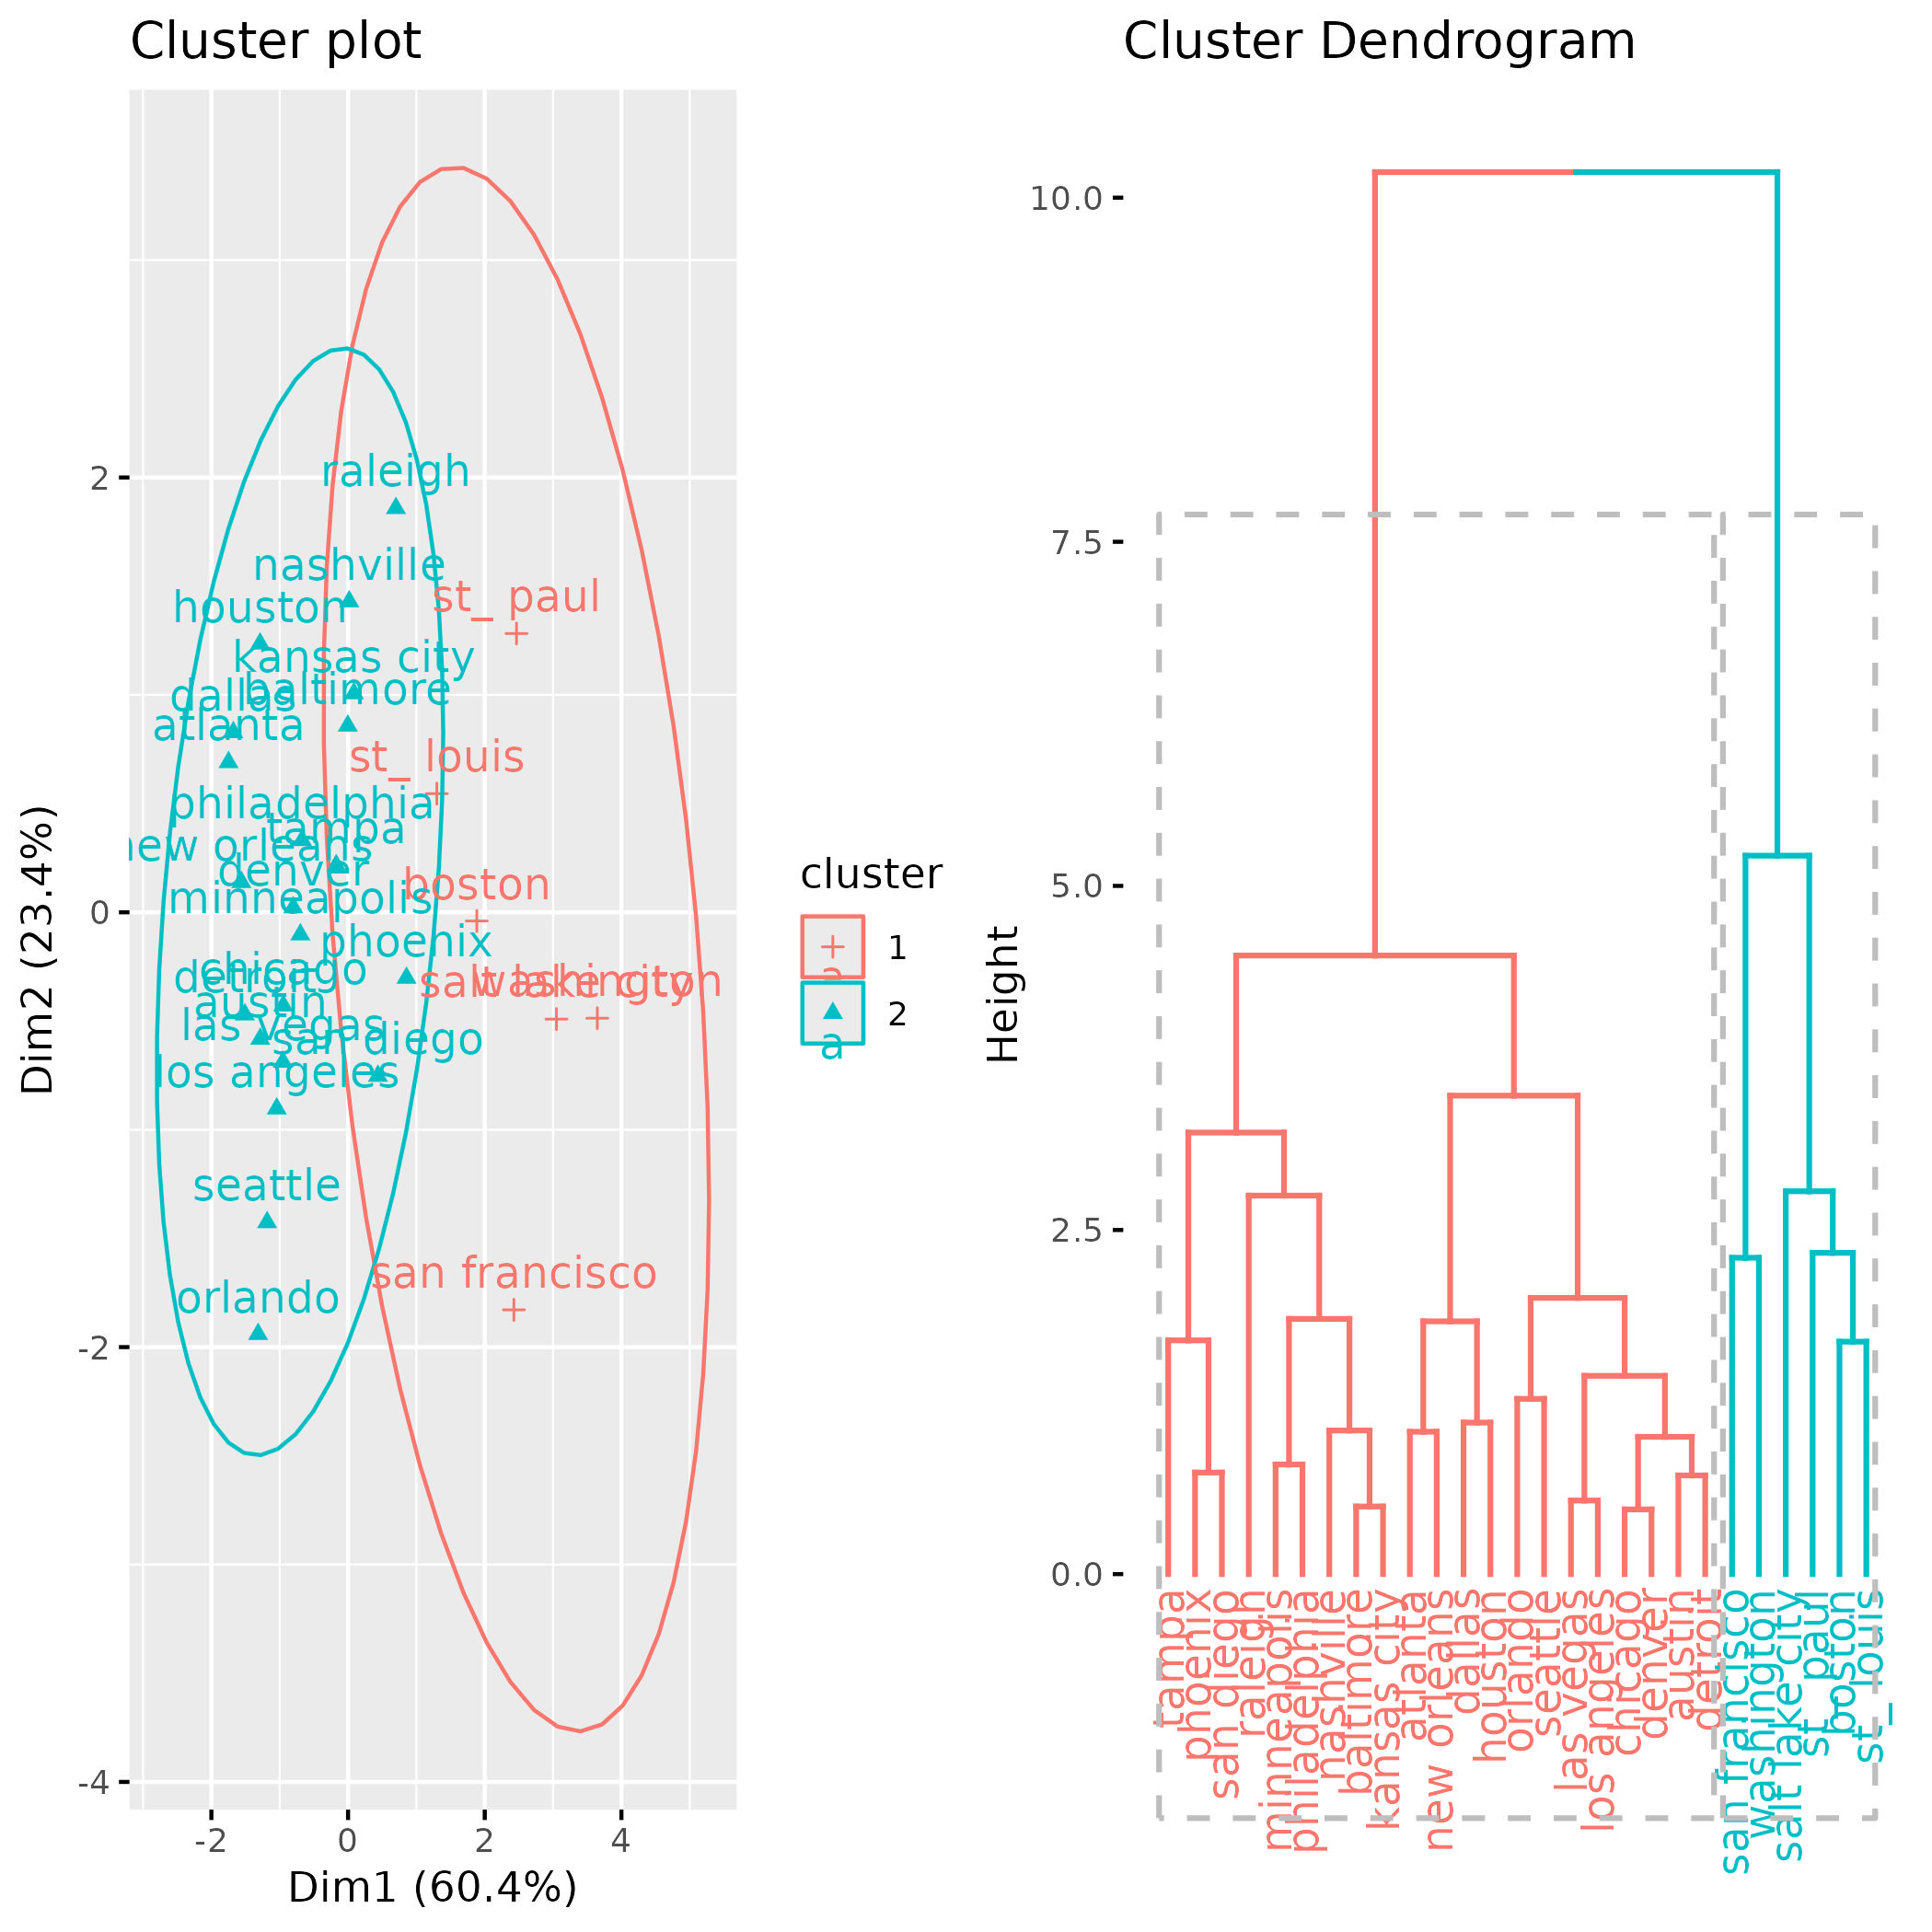 Cluster plot
raleigh
nashville
st_ paul
houston
kansas city
baltimore
dallas
atlanta
st_ louis
philadelphia
tampa
new orleans
denver
boston
minneapolis
phoenix
chicago
detroit
salt lake city
washington
austin
las vegas
san diego
los angeles
seattle
san francisco
orlando
2
0
-2
-4
-2
0
2
4
Dim1 (60.4%)
Dim2 (23.4%)
cluster
a
1
a
2
Cluster Dendrogram
10.0
7.5
5.0
2.5
0.0
Height
tampa
phoenix
san diego
raleigh
minneapolis
philadelphia
nashville
baltimore
kansas city
atlanta
new orleans
dallas
houston
orlando
seattle
las vegas
los angeles
chicago
denver
austin
detroit
san francisco
washington
salt lake city
st_ paul
boston
st_ louis